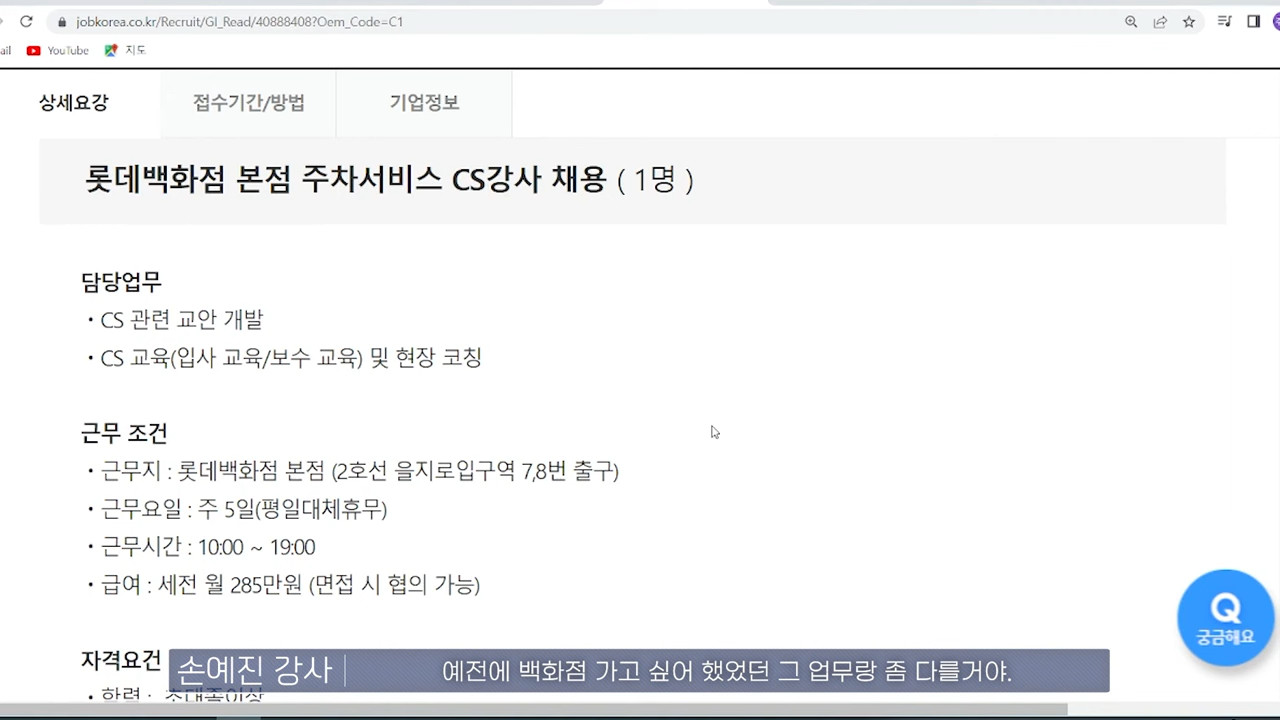 jobkorea.co.kr/Recruit/GI_Read/40888408?Oem_Code=C1
ail YouTube 지도
상세요강 접수기간/방법 기업정보
롯데백화점 본점 주차서비스 CS강사 채용 ( 1명 )
담당업무
・CS 관련 교안 개발
・CS 교육(입사 교육/보수 교육) 및 현장 코칭
근무 조건
・근무지 : 롯데백화점 본점 (2호선 을지로입구역 7,8번 출구)
・근무요일 : 주 5일(평일대체휴무)
・근무시간 : 10:00 ~ 19:00
・급여 : 세전 월 285만원 (면접 시 협의 가능)
Q
궁금해요
자격요건
손예진 강사 예전에 백화점 가고 싶어 했었던 그 업무랑 좀 다를거야.
・학력 : 초대졸이상